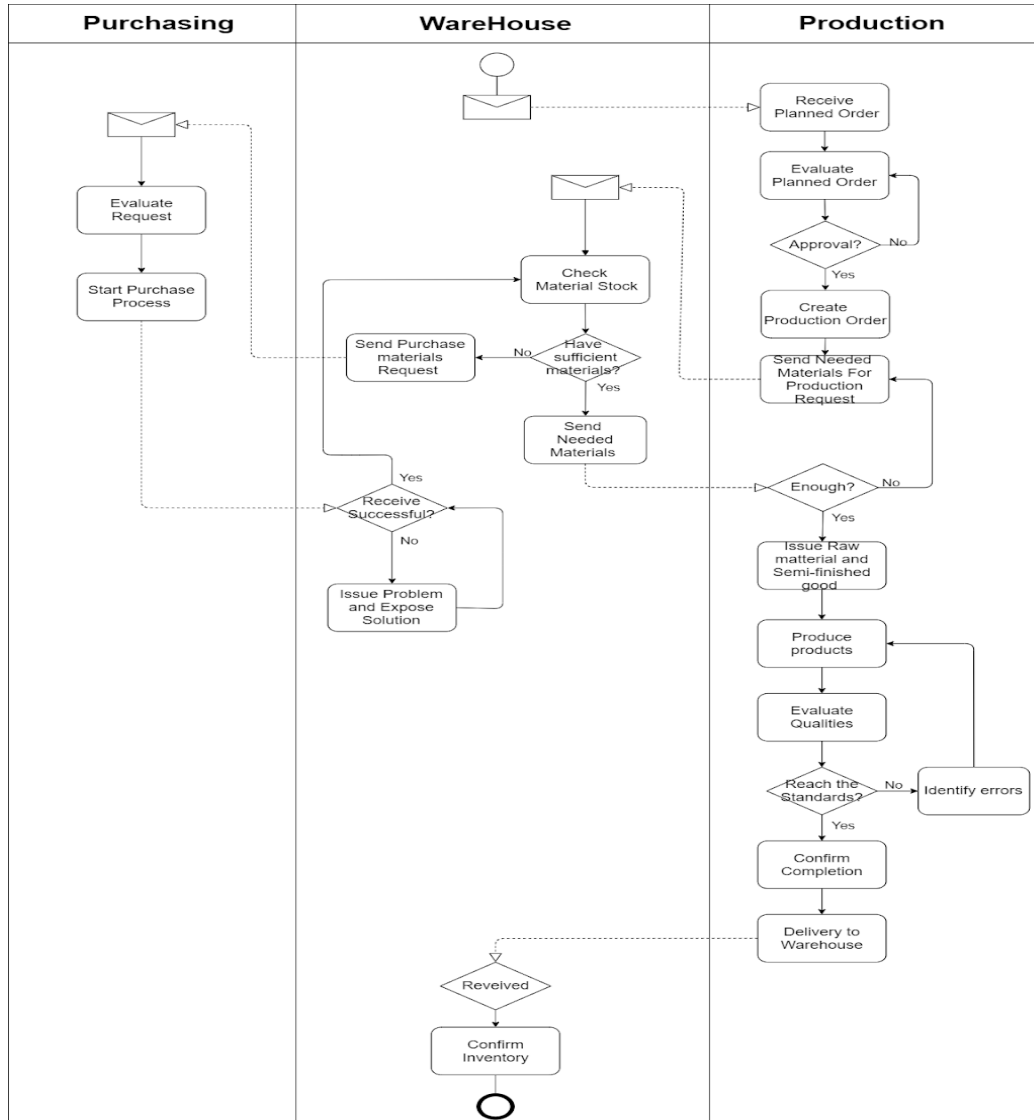 Purchasing
WareHouse
Production
Receive
Planned Order
Evaluate
Planned Order
Approval?
No
Yes
Create
Production Order
Send Needed
Materials For
Production
Request
Evaluate
Request
Start Purchase
Process
Check
Material Stock
Send Purchase
materials
Request
No
Have
sufficient
materials?
Yes
Send
Needed
Materials
Enough?
No
Yes
Yes
Receive
Successful?
No
Issue Problem
and Expose
Solution
Issue Raw
matterial and
Semi-finished
good
Produce
products
Evaluate
Qualities
Reach the
Standards?
No
Identify errors
Yes
Confirm
Completion
Delivery to
Warehouse
Reveived
Confirm
Inventory